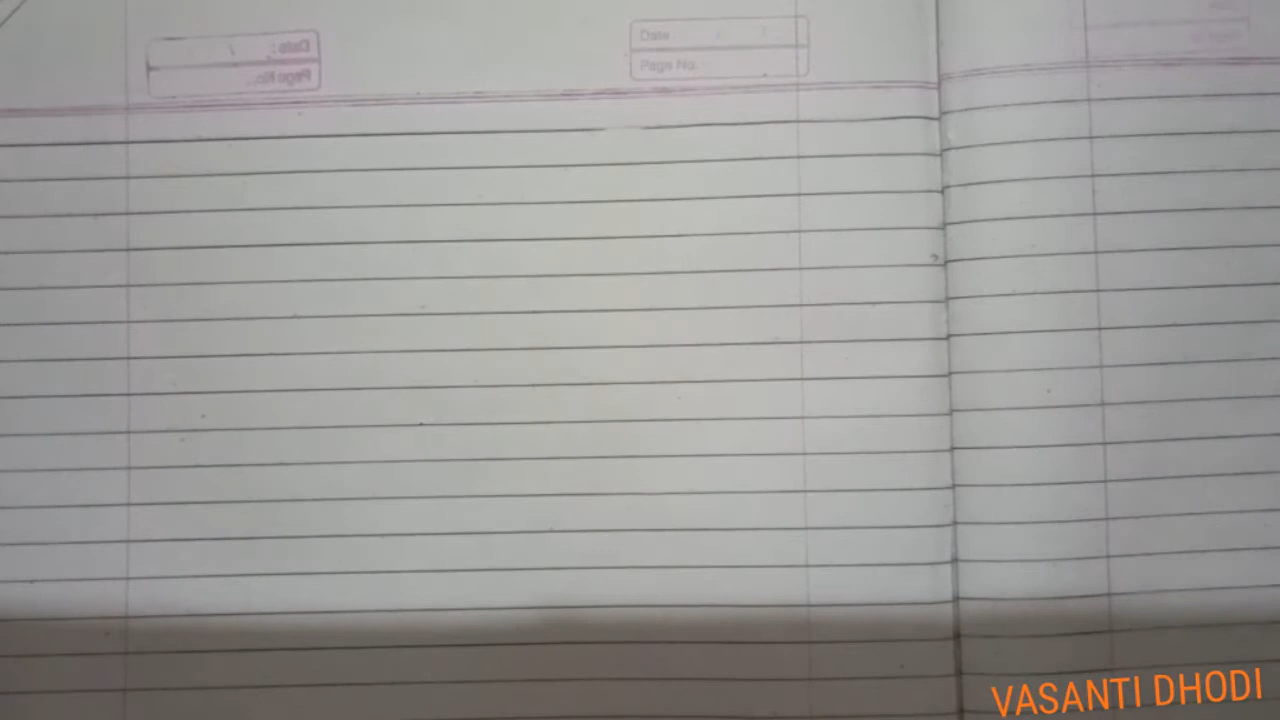 Date :
Page No.
Date
Page No.
VASANTI DHODI